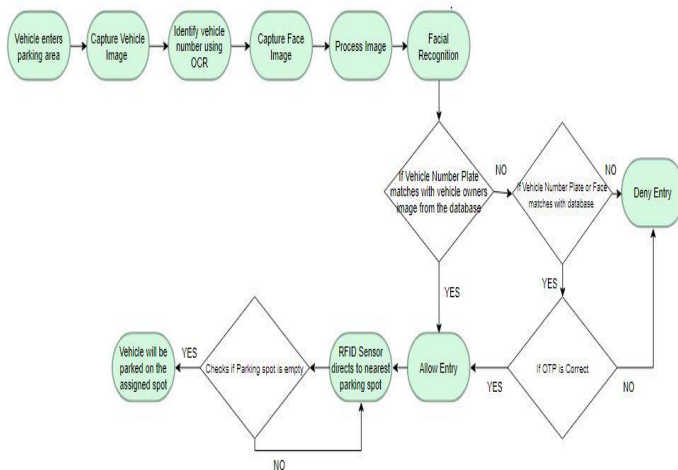 Vehicle enters
parking area
Capture Vehicle
Image
Identify vehicle
number using
OCR
Capture Face
Image
Process Image
Facial
Recognition
If Vehicle Number Plate
matches with vehicle owners
image from the database
NO
If Vehicle Number Plate or Face
matches with database
NO
Deny Entry
YES
YES
Vehicle will be
parked on the
assigned spot
YES
Checks if Parking spot is empty
RFID Sensor
directs to nearest
parking spot
Allow Entry
YES
If OTP is Correct
NO
NO